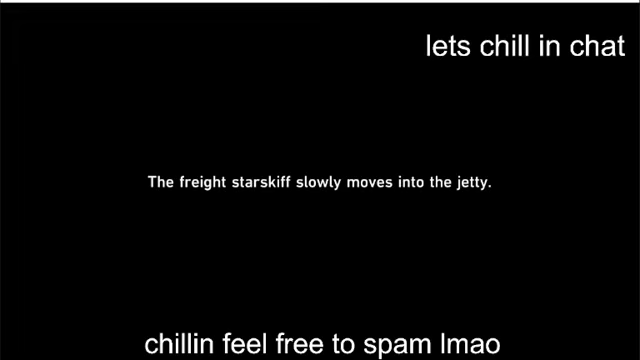 lets chill in chat
The freight starskiff slowly moves into the jetty.
chillin feel free to spam lmao